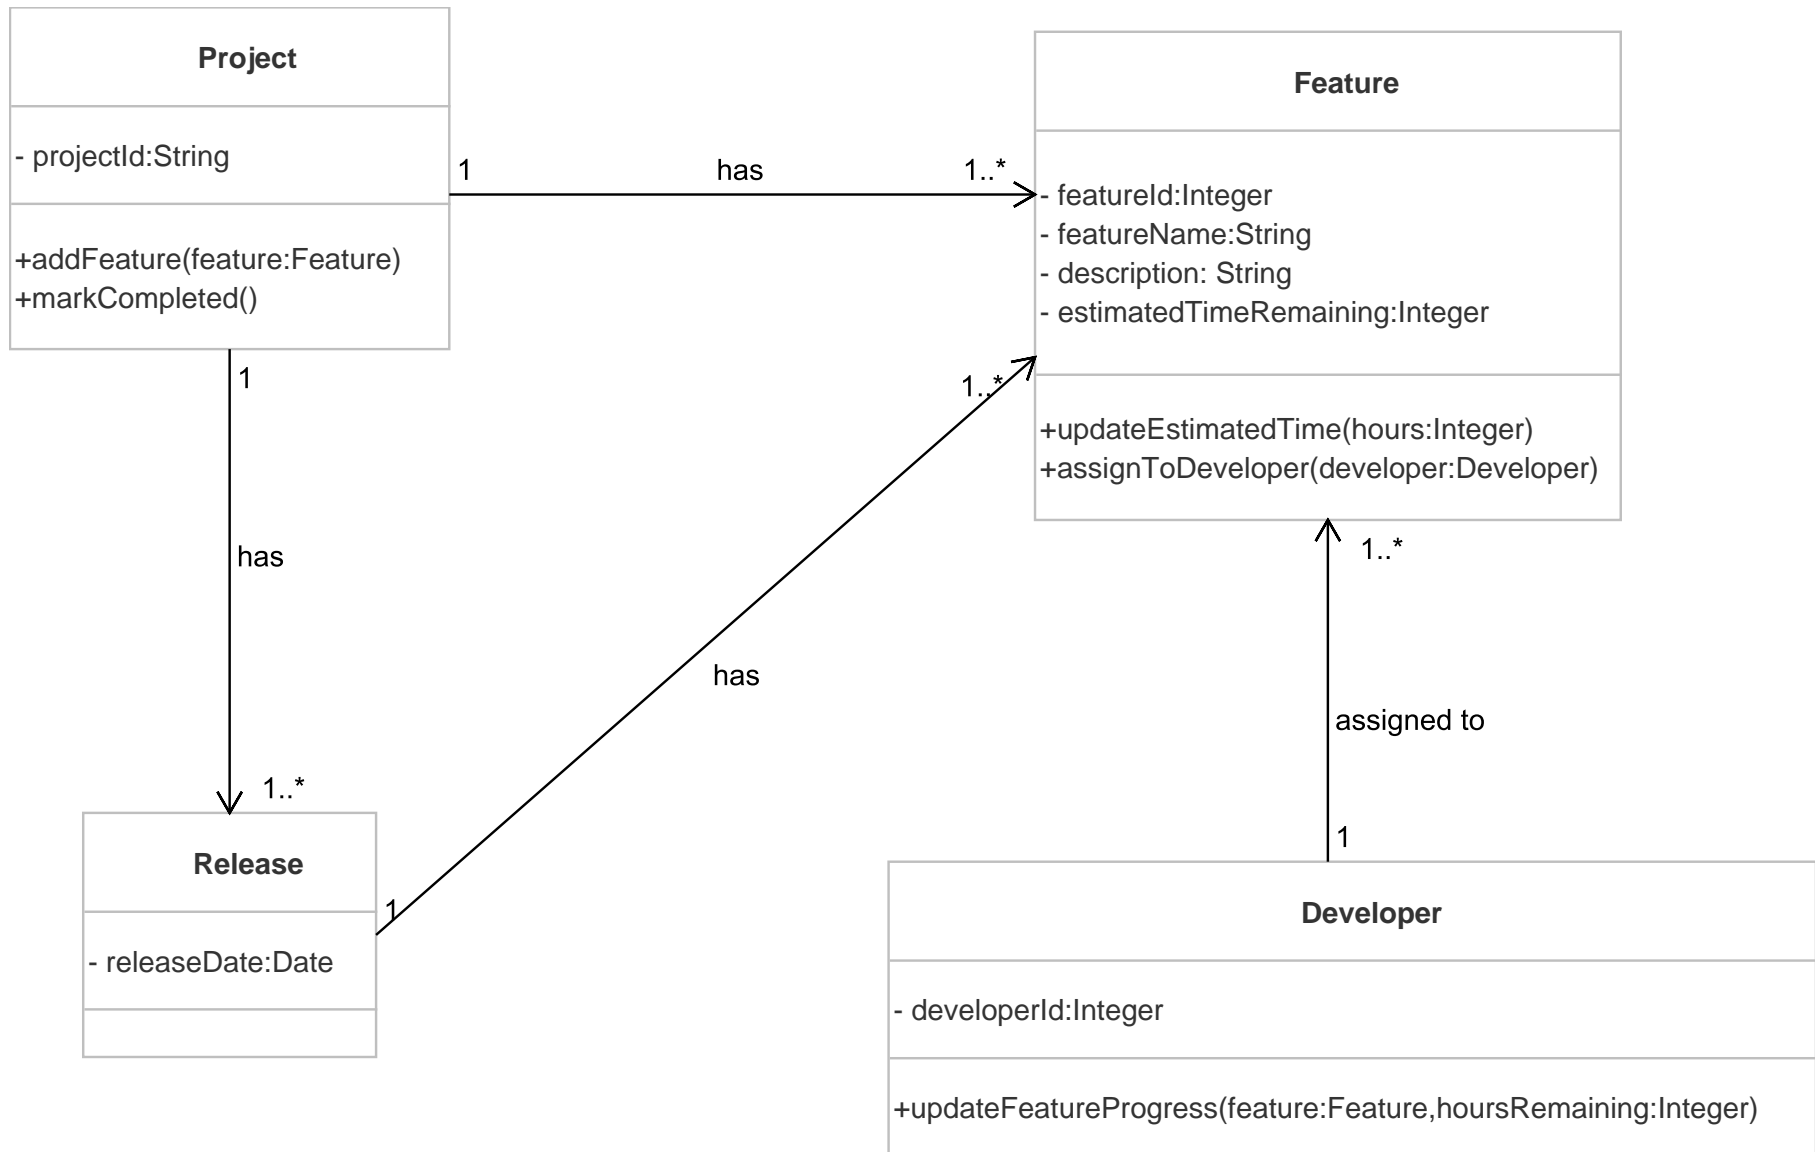 Project
- projectId:String
+addFeature(feature:Feature)
+markCompleted()
1
has
1..*
Feature
- featureId:Integer
- featureName:String
- description: String
- estimatedTimeRemaining:Integer
+updateEstimatedTime(hours:Integer)
+assignToDeveloper(developer:Developer)
1
has
1..*
1..*
has
1
1..*
assigned to
1
Release
- releaseDate:Date
Developer
- developerId:Integer
+updateFeatureProgress(feature:Feature,hoursRemaining:Integer)